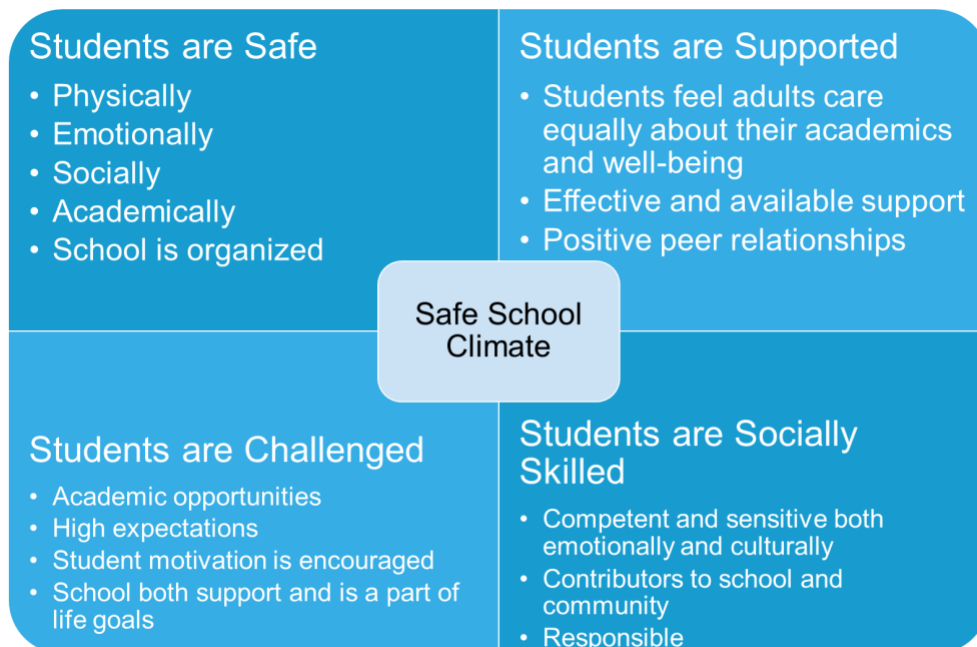 Students are Safe
• Physically
• Emotionally
• Socially
• Academically
• School is organized
Students are Supported
• Students feel adults care
equally about their academics
and well-being
• Effective and available support
• Positive peer relationships
Safe School
Climate
Students are Challenged
• Academic opportunities
• High expectations
• Student motivation is encouraged
• School both support and is a part of
life goals
Students are Socially
Skilled
• Competent and sensitive both
emotionally and culturally
• Contributors to school and
community
• Responsible